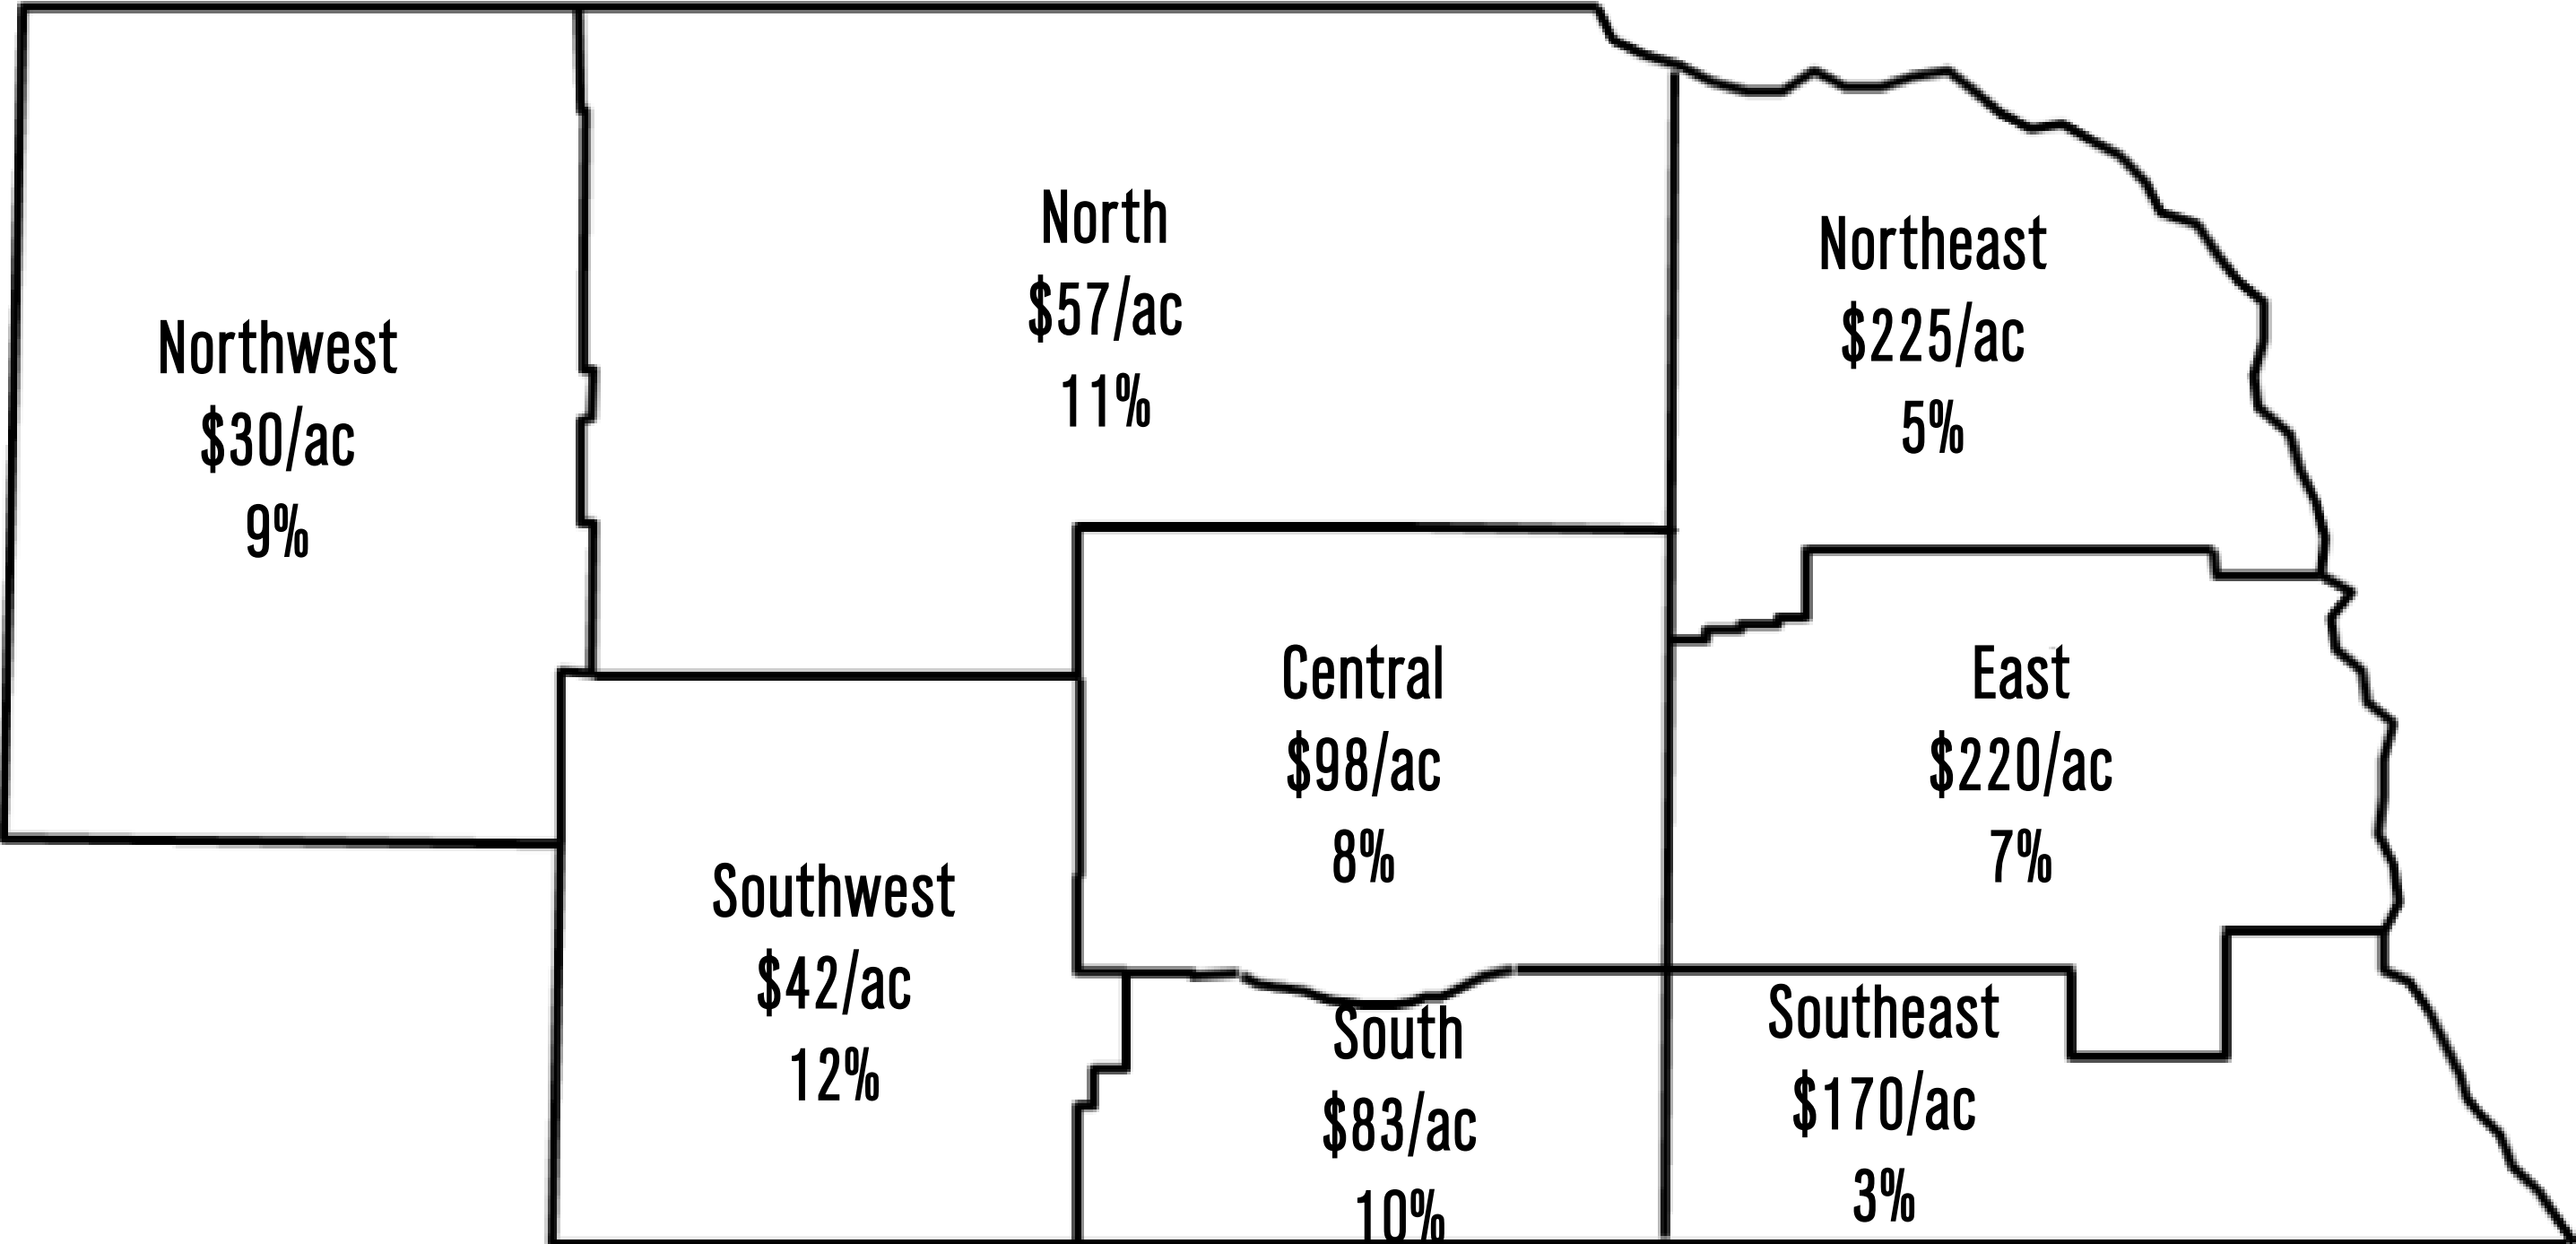 North
$57/ac
11%
Northeast
$225/ac
5%
Northwest
$30/ac
9%
Central
$98/ac
8%
East
$220/ac
7%
Southwest
$42/ac
12%
South
$83/ac
10%
Southeast
$170/ac
3%